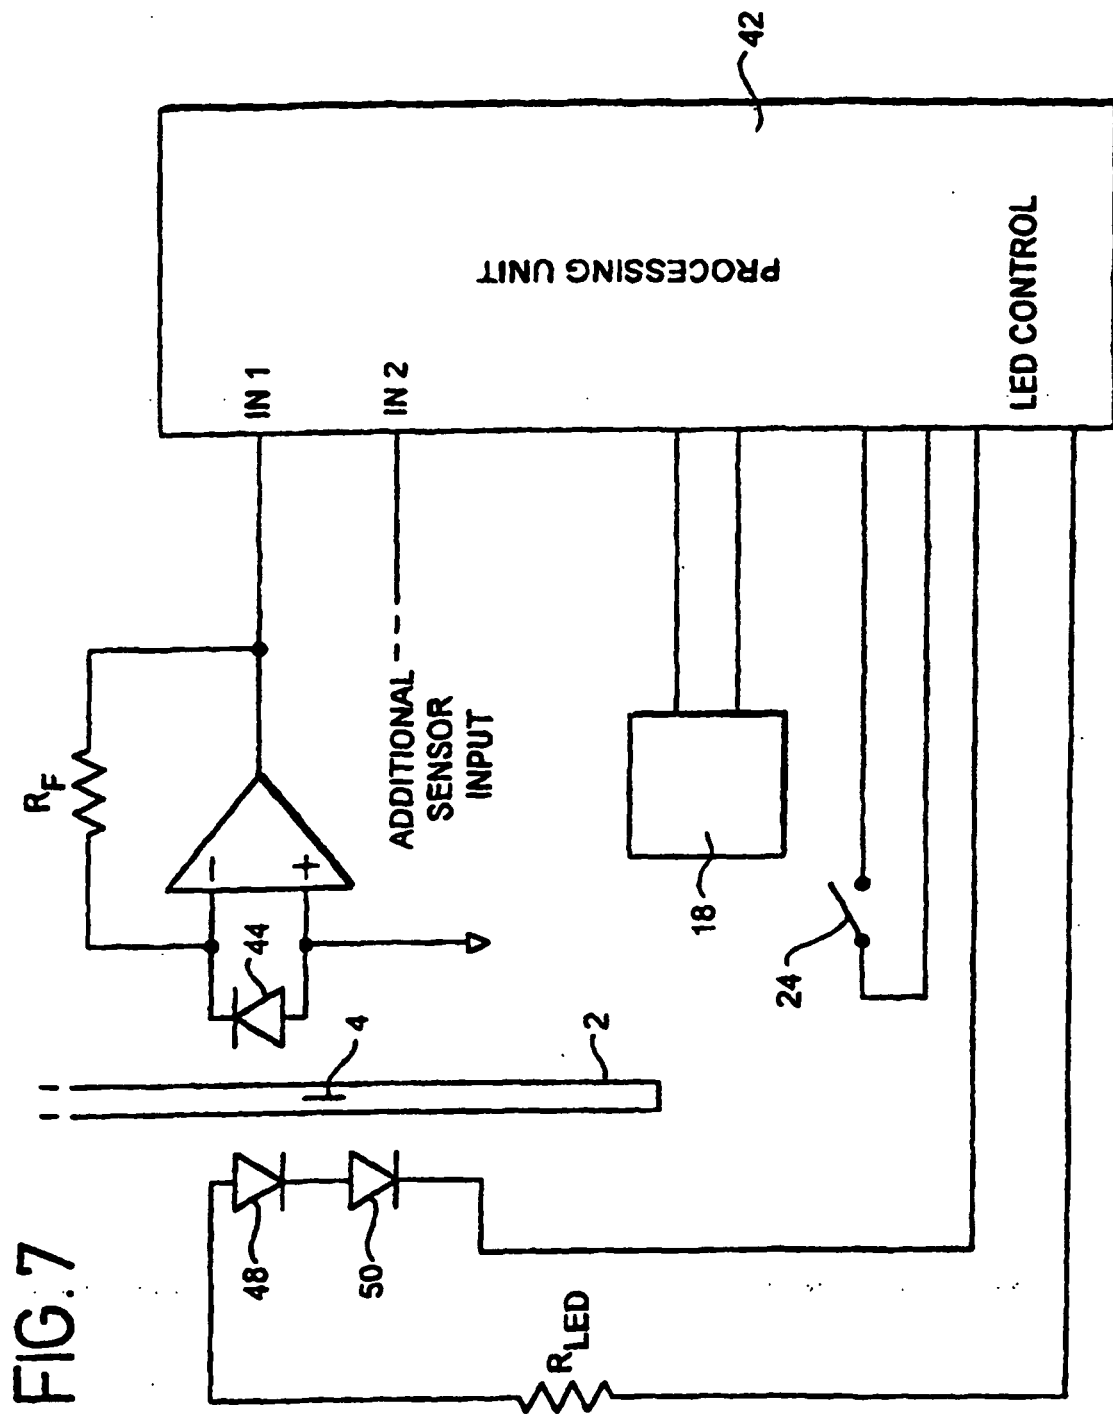 FIG. 7
R_F
44
4
2
48
50
R_LED
ADDITIONAL
SENSOR
INPUT
IN 1
IN 2
18
24
PROCESSING UNIT
LED CONTROL
42
−
+